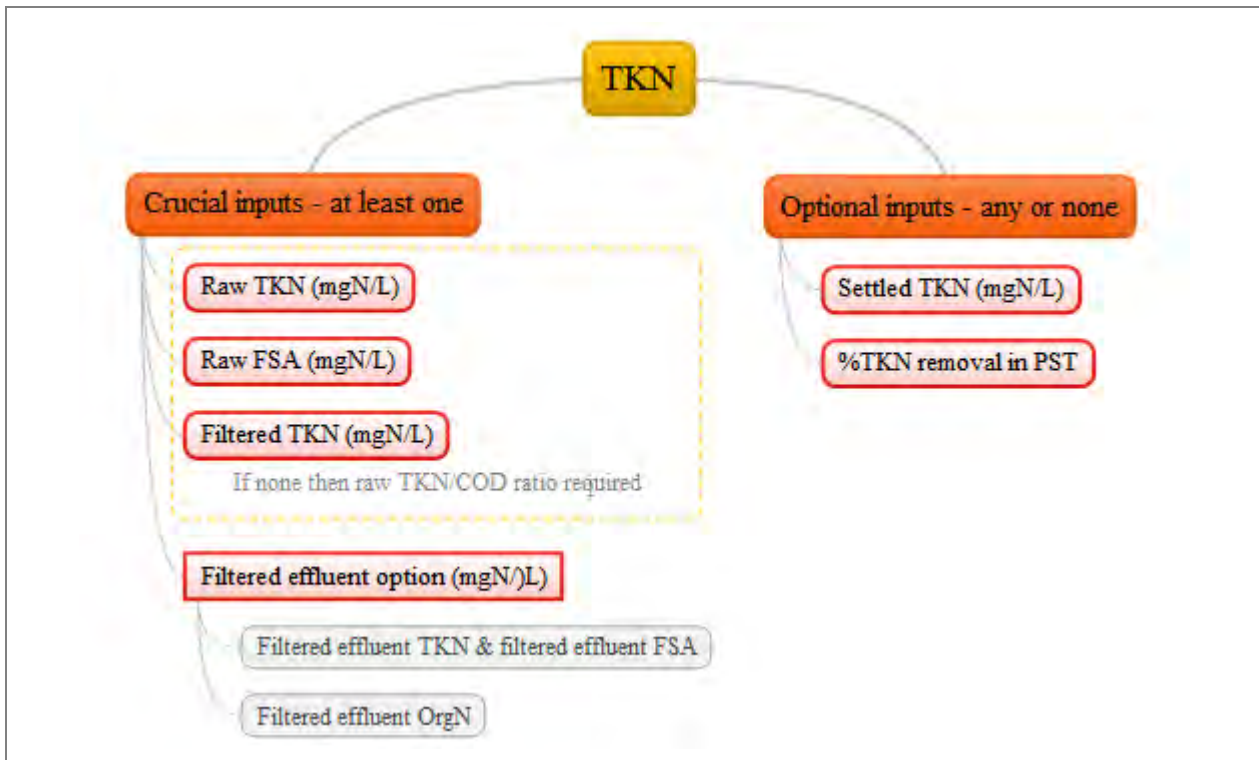 TKN
Crucial inputs - at least one
Raw TKN (mgN/L)
Raw FSA (mgN/L)
Filtered TKN (mgN/L)
If none then raw TKN/COD ratio required
Filtered effluent option (mgN/)L)
Filtered effluent TKN & filtered effluent FSA
Filtered effluent OrgN
Optional inputs - any or none
Settled TKN (mgN/L)
%TKN removal in PST